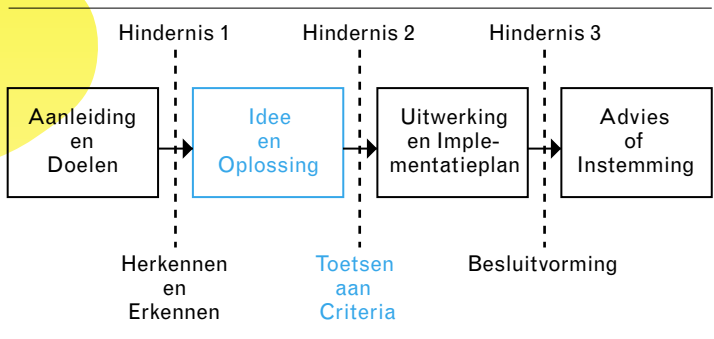 Hindernis 1
Hindernis 2
Hindernis 3
Aanleiding
en
Doelen
Idee
en
Oplossing
Uitwerking
en Imple-
mentatieplan
Advies
of
Instemming
Herkennen
en
Erkennen
Toetsen
aan
Criteria
Besluitvorming